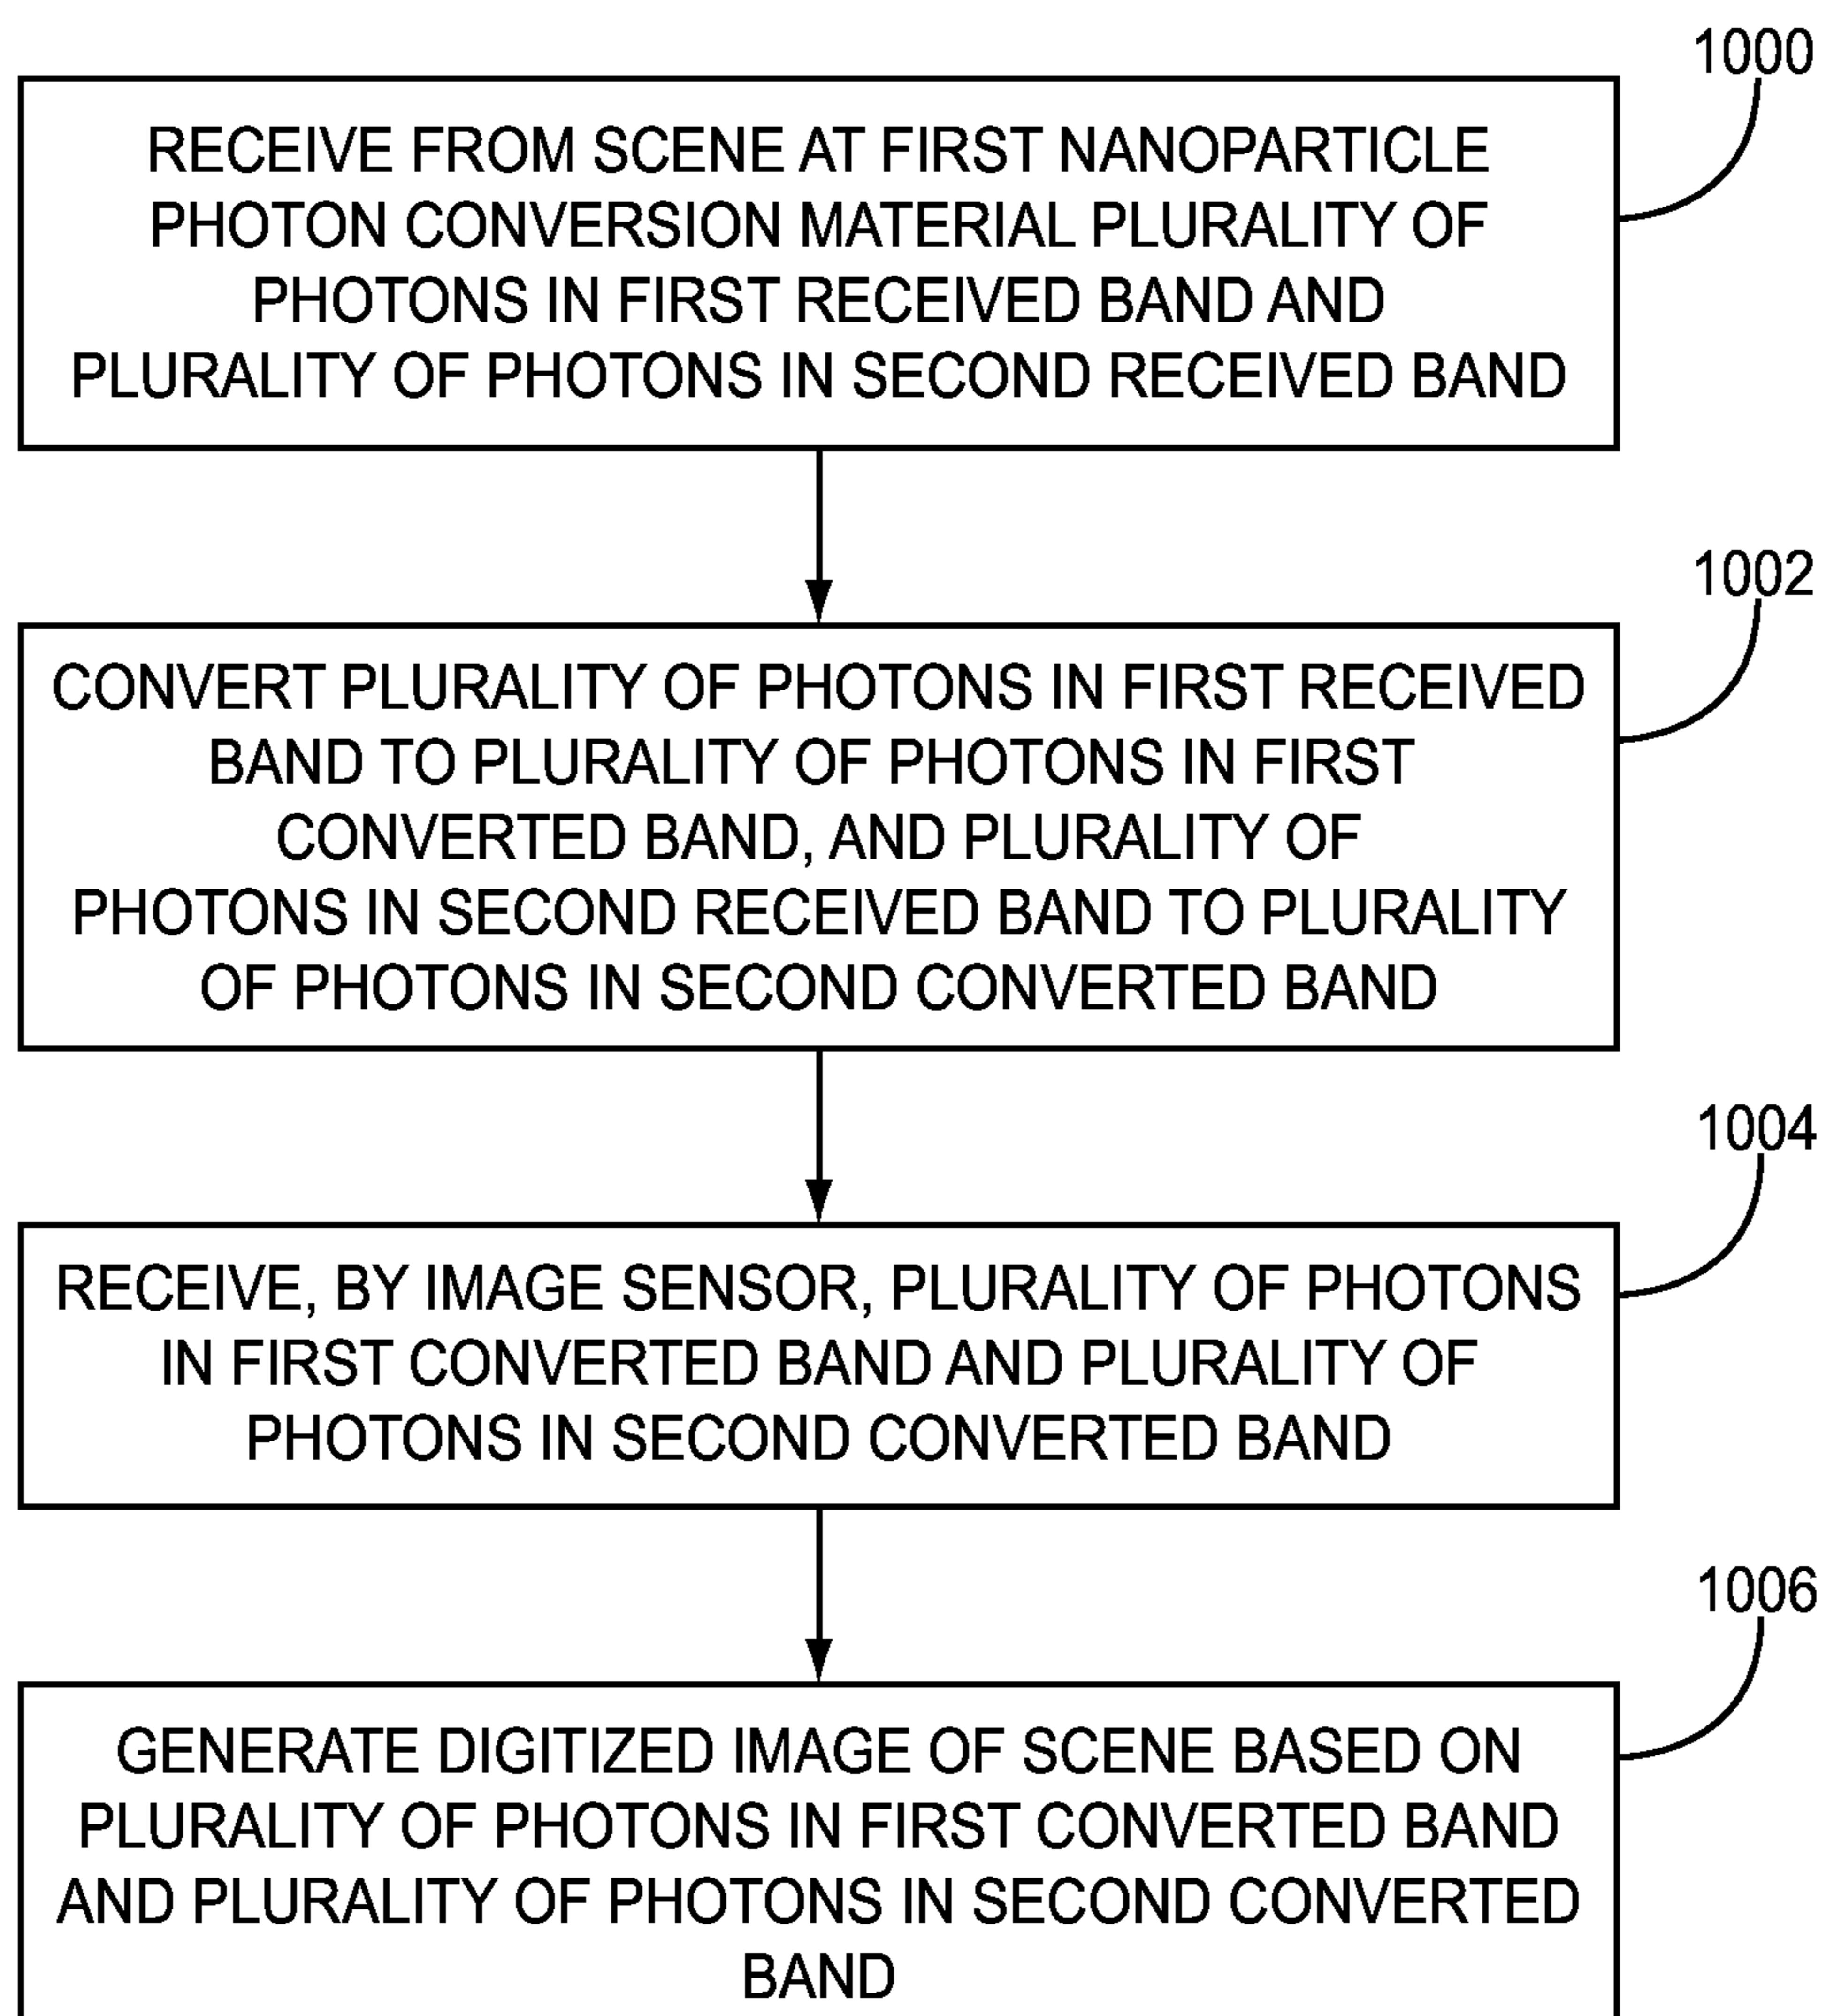 1000
RECEIVE FROM SCENE AT FIRST NANOPARTICLE
PHOTON CONVERSION MATERIAL PLURALITY OF
PHOTONS IN FIRST RECEIVED BAND AND
PLURALITY OF PHOTONS IN SECOND RECEIVED BAND
1002
CONVERT PLURALITY OF PHOTONS IN FIRST RECEIVED
BAND TO PLURALITY OF PHOTONS IN FIRST
CONVERTED BAND, AND PLURALITY OF
PHOTONS IN SECOND RECEIVED BAND TO PLURALITY
OF PHOTONS IN SECOND CONVERTED BAND
1004
RECEIVE, BY IMAGE SENSOR, PLURALITY OF PHOTONS
IN FIRST CONVERTED BAND AND PLURALITY OF
PHOTONS IN SECOND CONVERTED BAND
1006
GENERATE DIGITIZED IMAGE OF SCENE BASED ON
PLURALITY OF PHOTONS IN FIRST CONVERTED BAND
AND PLURALITY OF PHOTONS IN SECOND CONVERTED
BAND